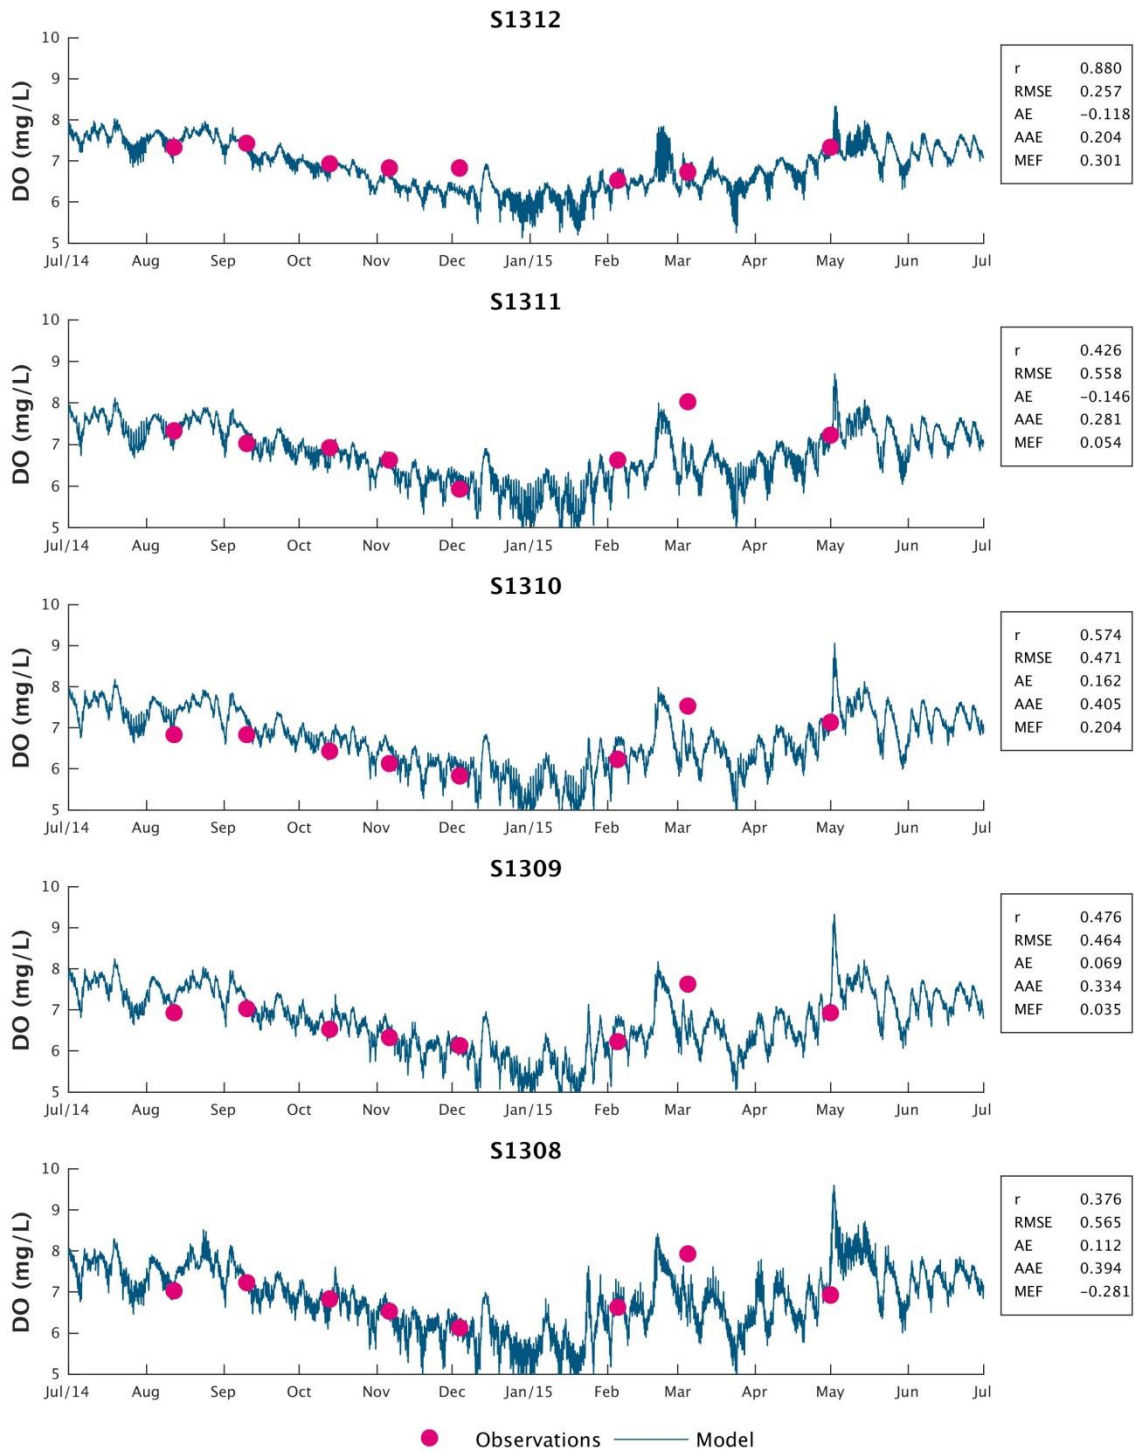 S1312
10
9
8
7
6
5
DO (mg/L)
Jul/14 Aug Sep Oct Nov Dec Jan/15 Feb Mar Apr May Jun Jul
r 0.880
RMSE 0.257
AE −0.118
AAE 0.204
MEF 0.301
S1311
10
9
8
7
6
5
DO (mg/L)
Jul/14 Aug Sep Oct Nov Dec Jan/15 Feb Mar Apr May Jun Jul
r 0.426
RMSE 0.558
AE −0.146
AAE 0.281
MEF 0.054
S1310
10
9
8
7
6
5
DO (mg/L)
Jul/14 Aug Sep Oct Nov Dec Jan/15 Feb Mar Apr May Jun Jul
r 0.574
RMSE 0.471
AE 0.162
AAE 0.405
MEF 0.204
S1309
10
9
8
7
6
5
DO (mg/L)
Jul/14 Aug Sep Oct Nov Dec Jan/15 Feb Mar Apr May Jun Jul
r 0.476
RMSE 0.464
AE 0.069
AAE 0.334
MEF 0.035
S1308
10
9
8
7
6
5
DO (mg/L)
Jul/14 Aug Sep Oct Nov Dec Jan/15 Feb Mar Apr May Jun Jul
r 0.376
RMSE 0.565
AE 0.112
AAE 0.394
MEF −0.281
Observations Model